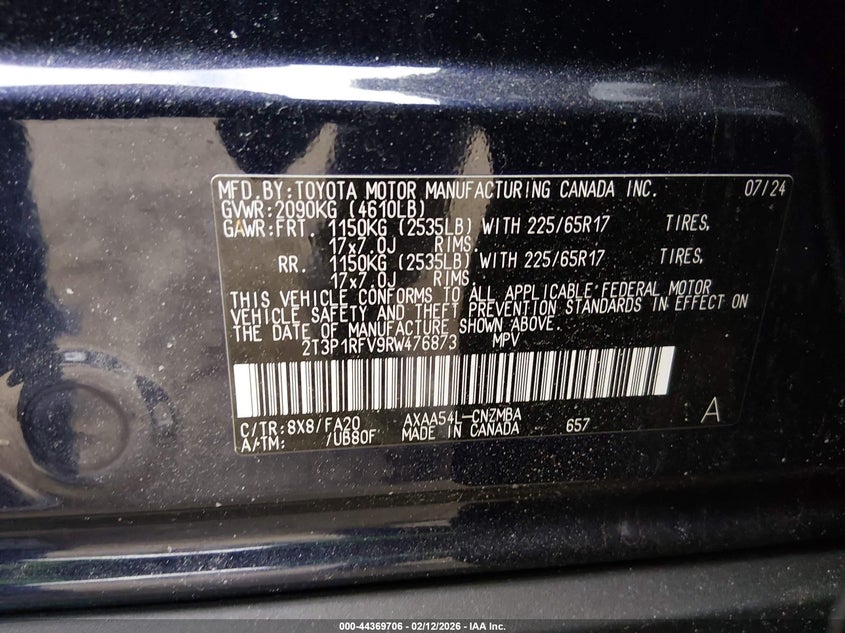 MFD.BY:TOYOTA MOTOR MANUFACTURING CANADA INC. 07/24
GVWR:2090KG (4610LB)
GAWR:FRT. 1150KG (2535LB) WITH 225/65R17 TIRES,
17x7.0J RIMS,
RR. 1150KG (2535LB) WITH 225/65R17 TIRES,
17x7.0J RIMS.
THIS VEHICLE CONFORMS TO ALL APPLICABLE FEDERAL MOTOR
VEHICLE SAFETY AND THEFT PREVENTION STANDARDS IN EFFECT ON
THE DATE OF MANUFACTURE SHOWN ABOVE.
2T3P1RFV9RW476873 MPV
C/TR:8X8/FA20 AXAA54L-CNZMBA A
A/TM: /UB80F MADE IN CANADA 657
000-44369706 - 02/12/2026 - IAA Inc.